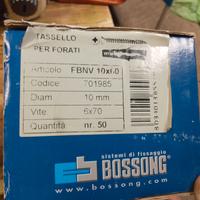 TASSELLO
PER FORATI
Articolo FBNV 10x60
Codice 701985
Diam 10 mm
Vite 6x70
Quantità nr. 50
sistemi di fissaggio
BOSSONG
www.bossong.com